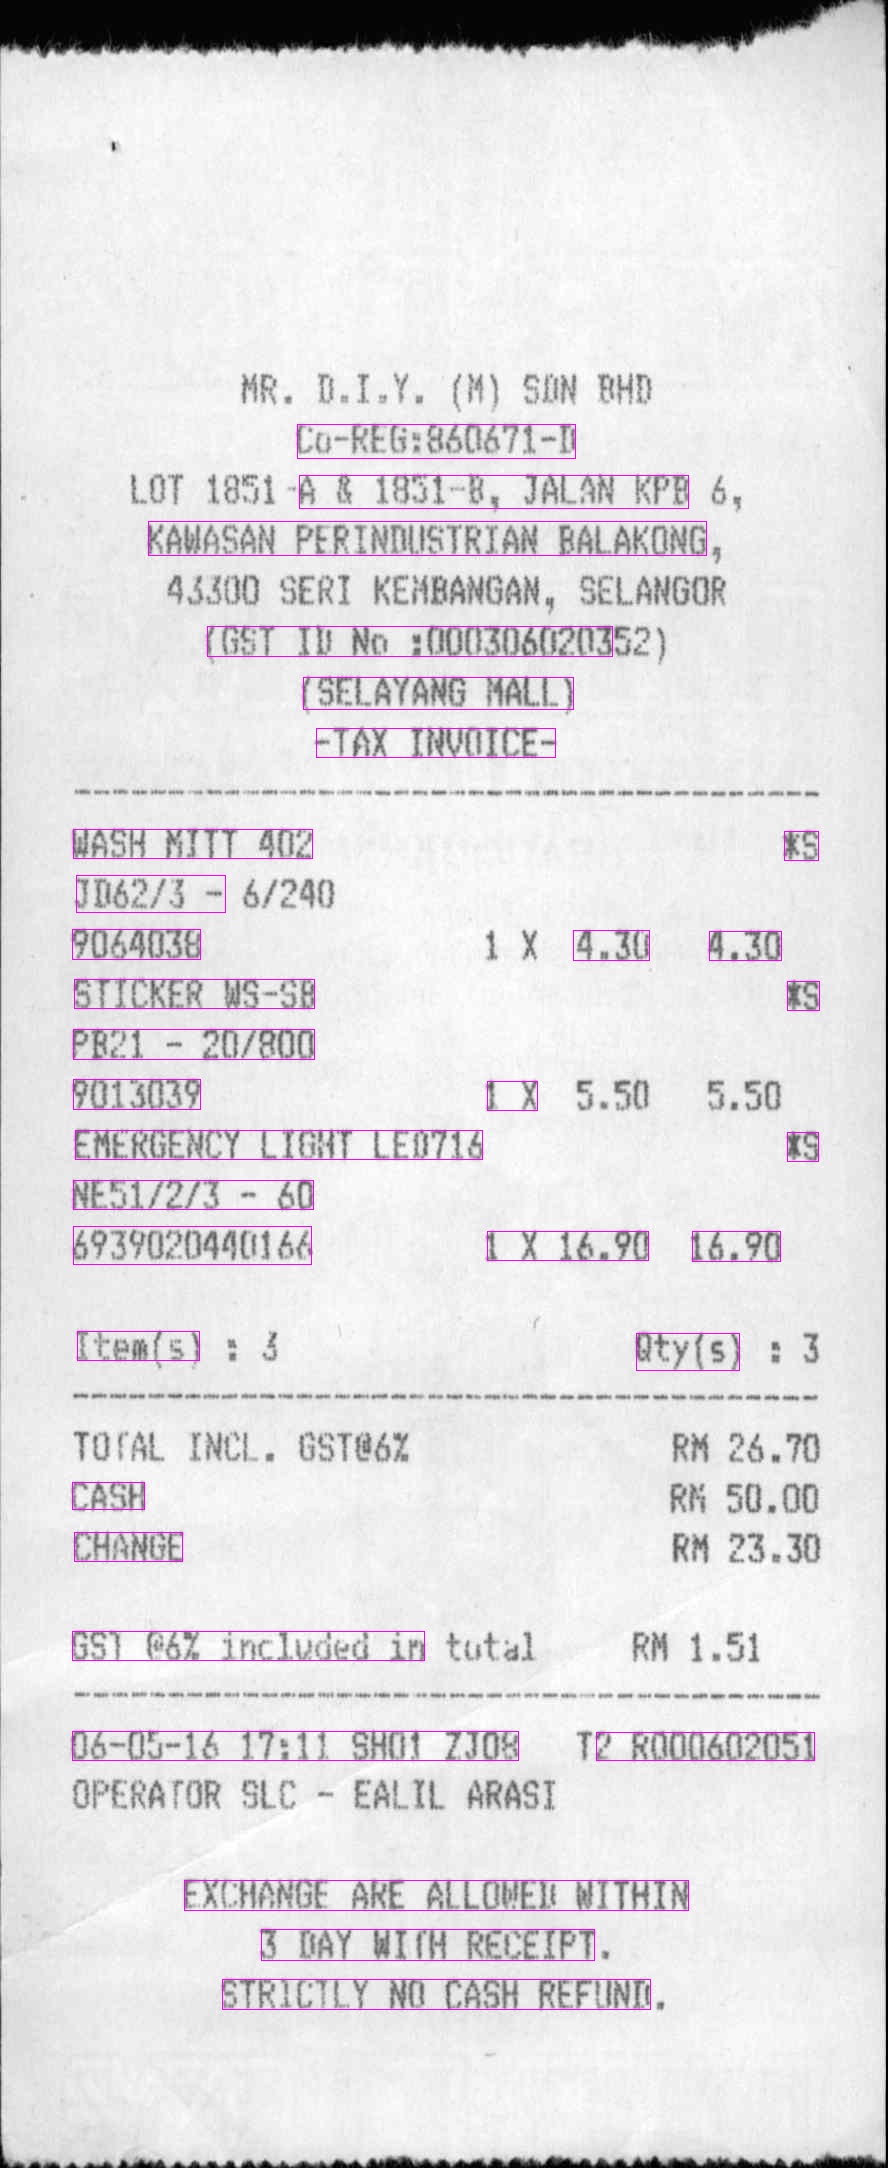 MR. D.I.Y. (M) SDN BHD
Co-REG:860671-D
LOT 1851-A & 1851-B, JALAN KPB 6,
KAWASAN PERINDUSTRIAN BALAKONG,
43300 SERI KEMBANGAN, SELANGOR
(GST ID No :000306020352)
(SELAYANG MALL)
-TAX INVOICE-
WASH MITT 402 *S
JD62/3 - 6/240
9064038 1 X 4.30 4.30
STICKER WS-SB *S
PB21 - 20/800
9013039 1 X 5.50 5.50
EMERGENCY LIGHT LED716 *S
NE51/2/3 - 60
6939020440166 1 X 16.90 16.90
Item(s) : 3 Qty(s) : 3
TOTAL INCL. GST@6% RM 26.70
CASH RM 50.00
CHANGE RM 23.30
GST @6% included in total RM 1.51
06-05-16 17:11 SH01 ZJ08 T2 R000602051
OPERATOR SLC - EALIL ARASI
EXCHANGE ARE ALLOWED WITHIN
3 DAY WITH RECEIPT.
STRICTLY NO CASH REFUND.